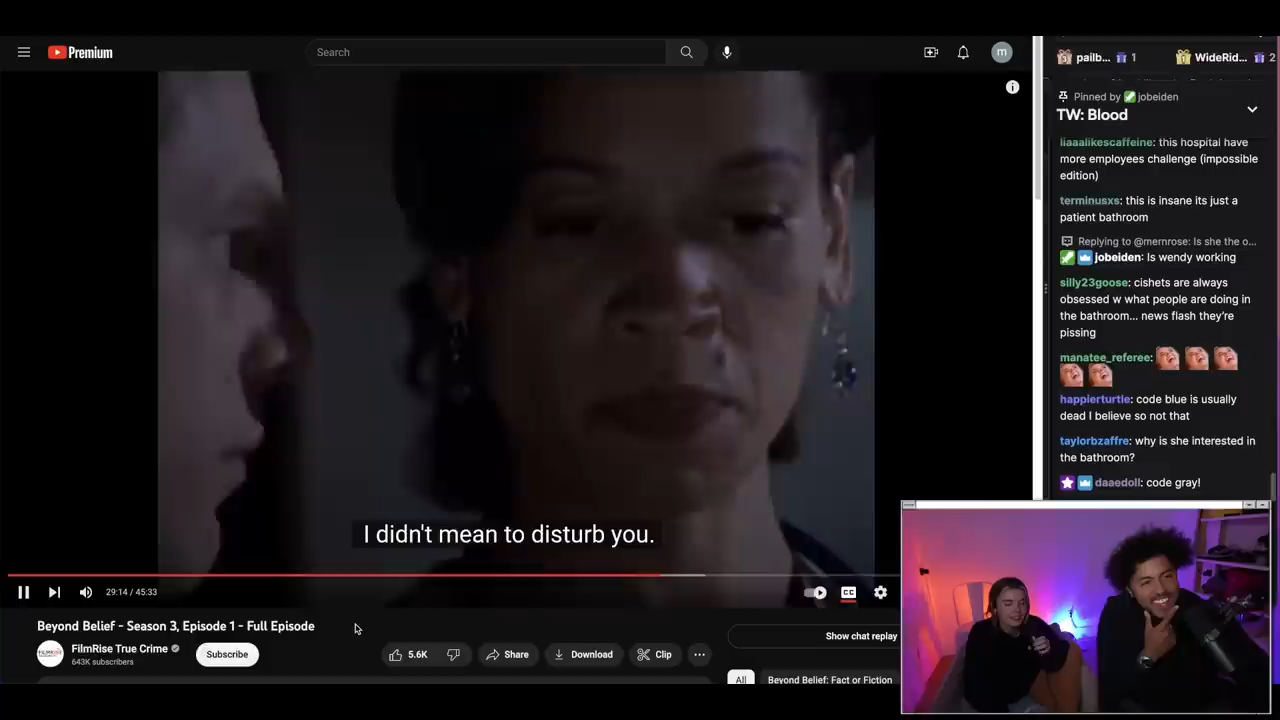 Premium
Search
m
pailb... 1 WideRid... 2
Pinned by jobeiden
TW: Blood
liaaalikescaffeine: this hospital have
more employees challenge (impossible
edition)
terminusxs: this is insane its just a
patient bathroom
Replying to @mernrose: Is she the o...
jobeiden: Is wendy working
silly23goose: cishets are always
obsessed w what people are doing in
the bathroom... news flash they're
pissing
manatee_referee:
happierturtle: code blue is usually
dead I believe so not that
taylorbzaffre: why is she interested in
the bathroom?
daaedoll: code gray!
I didn't mean to disturb you.
29:14 / 45:33
CC
Beyond Belief - Season 3, Episode 1 - Full Episode
FILMRISE
FilmRise True Crime
643K subscribers
Subscribe
5.6K
Share
Download
Clip
Show chat replay
All
Beyond Belief: Fact or Fiction